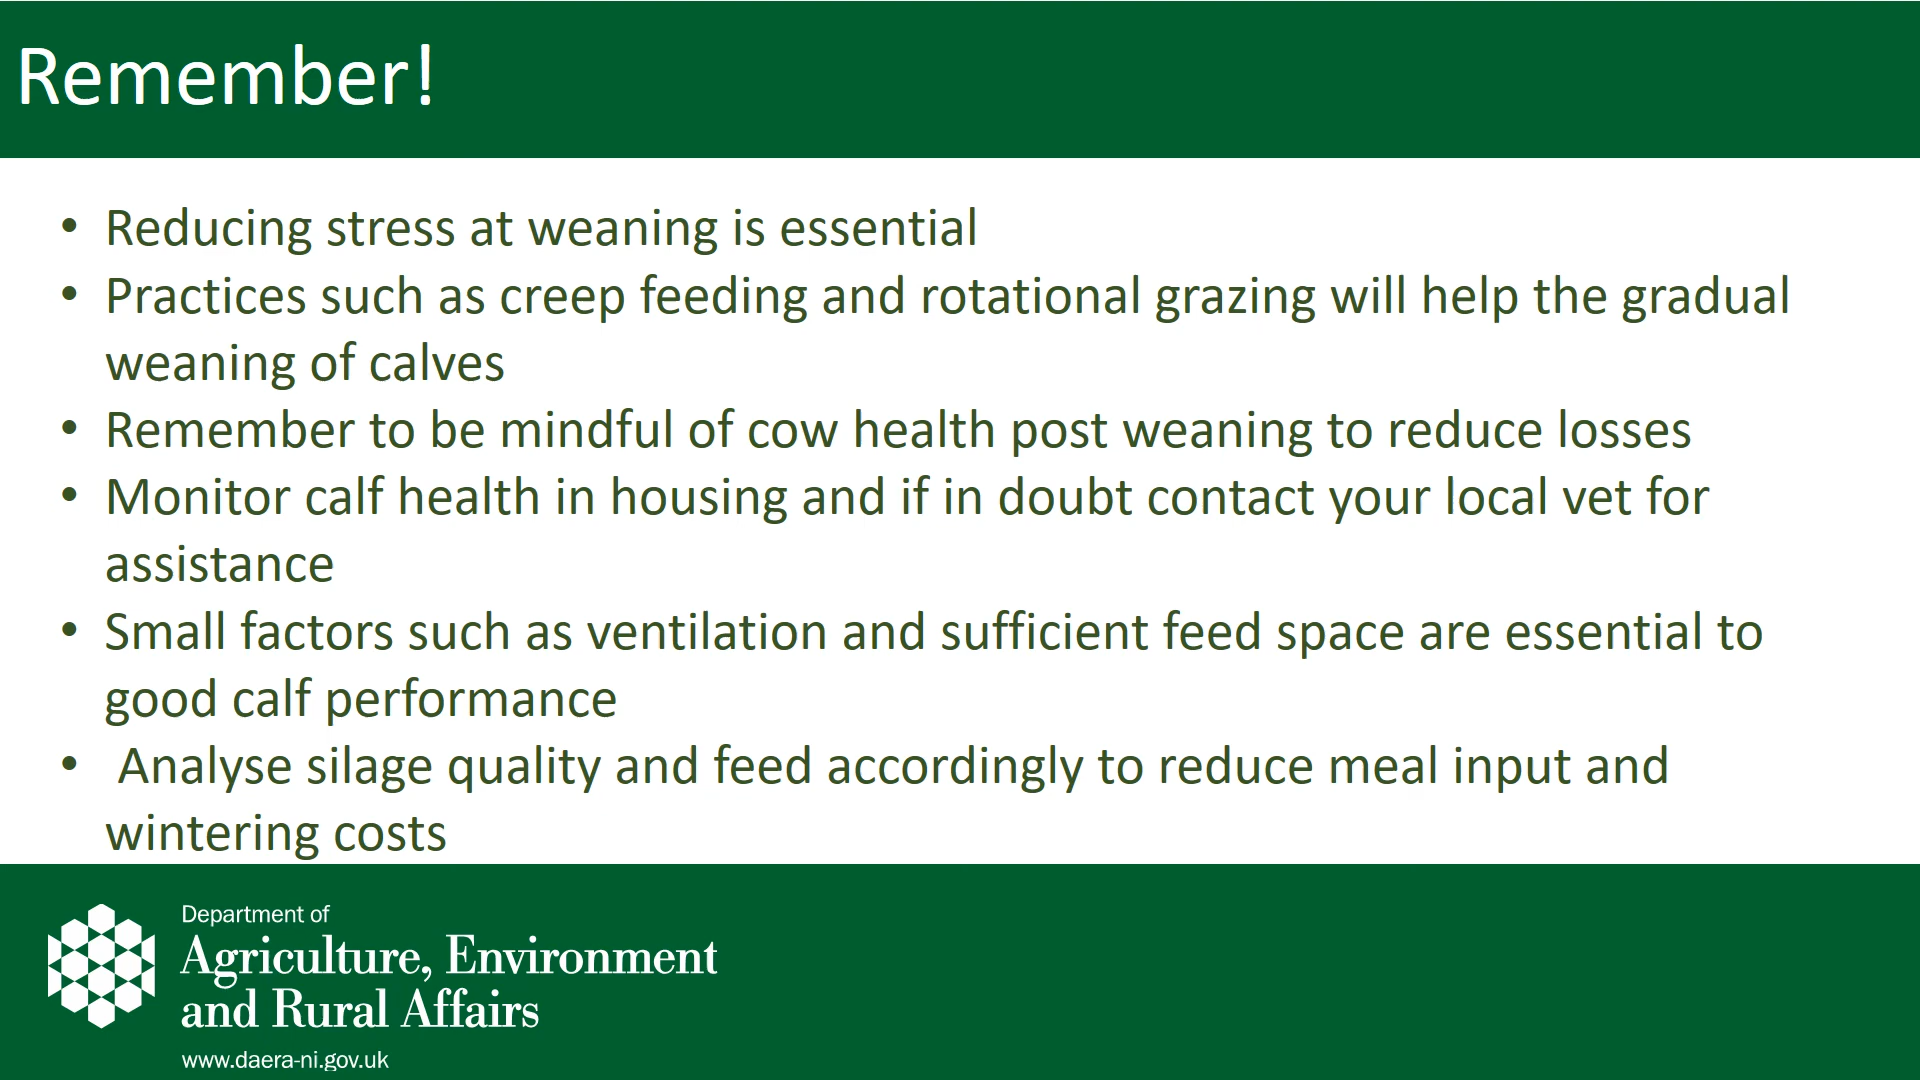 Remember!
• Reducing stress at weaning is essential
• Practices such as creep feeding and rotational grazing will help the gradual
weaning of calves
• Remember to be mindful of cow health post weaning to reduce losses
• Monitor calf health in housing and if in doubt contact your local vet for
assistance
• Small factors such as ventilation and sufficient feed space are essential to
good calf performance
• Analyse silage quality and feed accordingly to reduce meal input and
wintering costs
Department of
Agriculture, Environment
and Rural Affairs
www.daera-ni.gov.uk